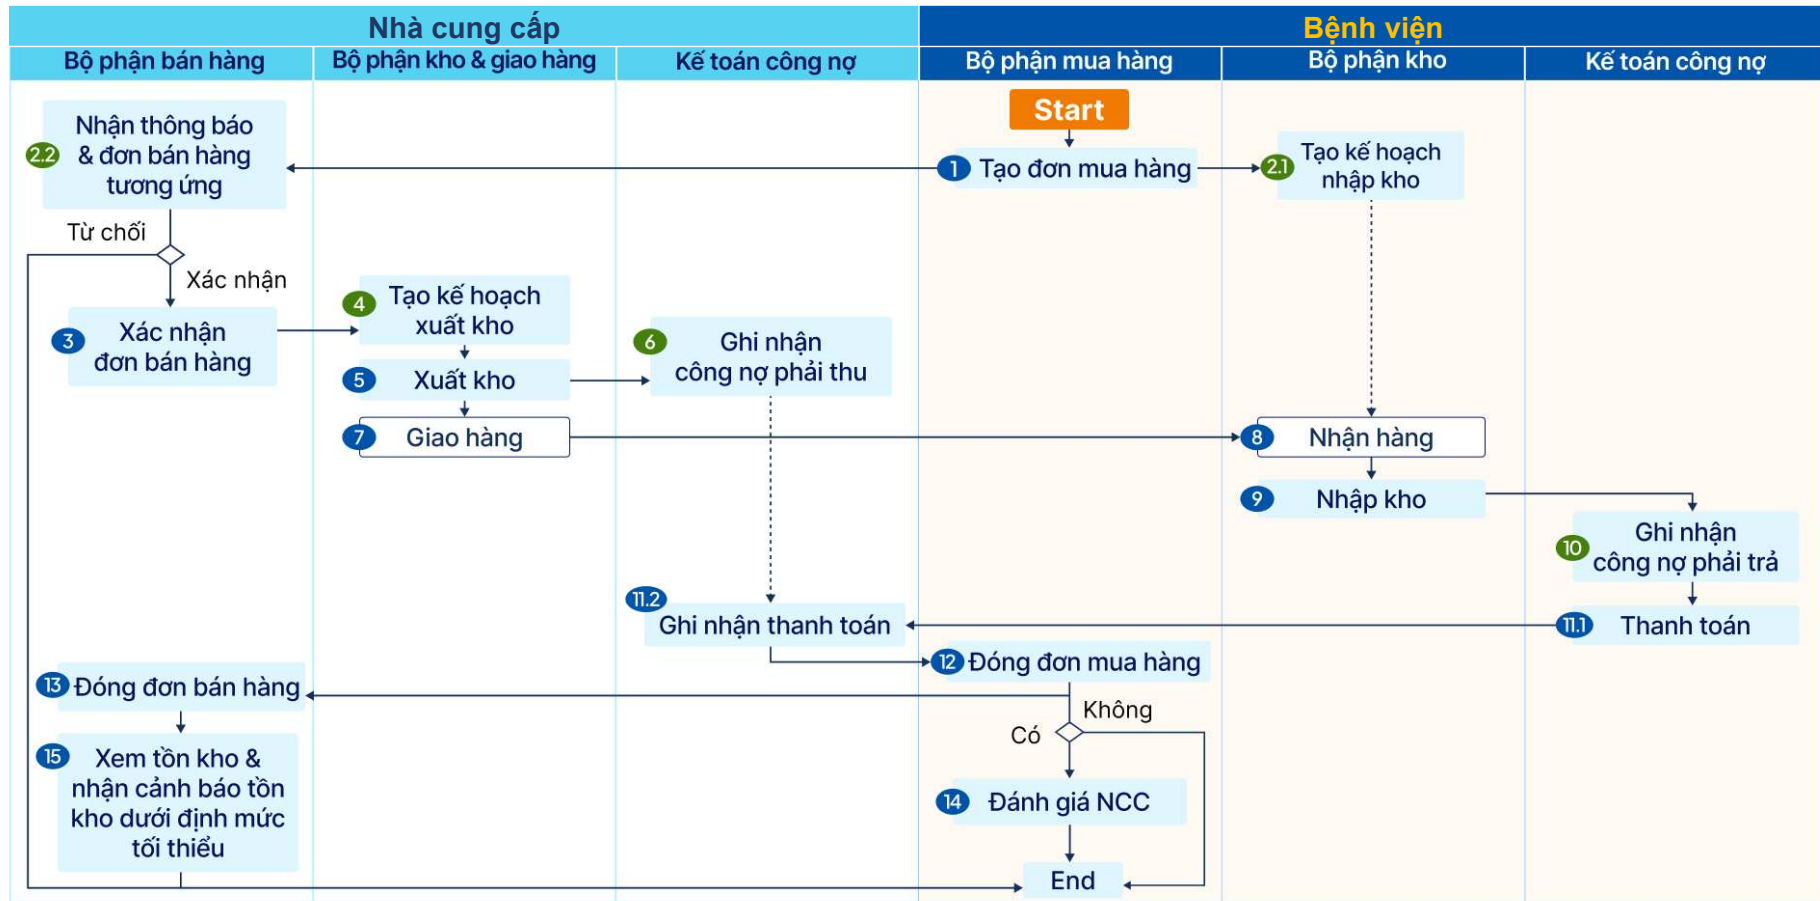 Nhà cung cấp
Bệnh viện
Bộ phận bán hàng
Bộ phận kho & giao hàng
Kế toán công nợ
Bộ phận mua hàng
Bộ phận kho
Kế toán công nợ
Start
2.2
Nhận thông báo
& đơn bán hàng
tương ứng
1
Tạo đơn mua hàng
2.1
Tạo kế hoạch
nhập kho
Từ chối
Xác nhận
3
Xác nhận
đơn bán hàng
4
Tạo kế hoạch
xuất kho
5
Xuất kho
6
Ghi nhận
công nợ phải thu
7
Giao hàng
8
Nhận hàng
9
Nhập kho
10
Ghi nhận
công nợ phải trả
11.2
Ghi nhận thanh toán
11.1
Thanh toán
12
Đóng đơn mua hàng
13
Đóng đơn bán hàng
Không
Có
15
Xem tồn kho &
nhận cảnh báo tồn
kho dưới định mức
tối thiểu
14
Đánh giá NCC
End